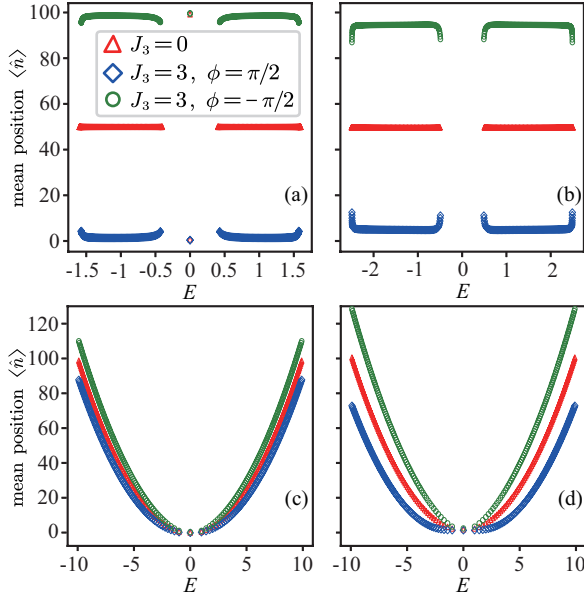 100
80
60
40
20
0
mean position ⟨n̂⟩
J₃=0
J₃=3, ϕ=π/2
J₃=3, ϕ=−π/2
(a)
(b)
-1.5 -1 -0.5 0 0.5 1 1.5
-2 -1 0 1 2
E
E
120
100
80
60
40
20
0
mean position ⟨n̂⟩
(c)
(d)
-10 -5 0 5 10
-10 -5 0 5 10
E
E